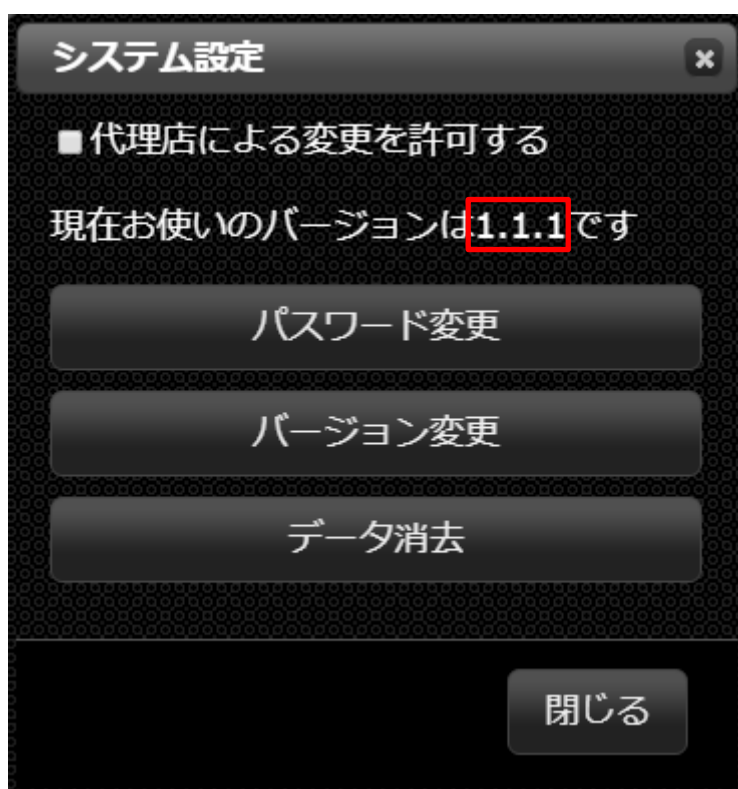 システム設定
代理店による変更を許可する
現在お使いのバージョンは1.1.1です
パスワード変更
バージョン変更
データ消去
閉じる